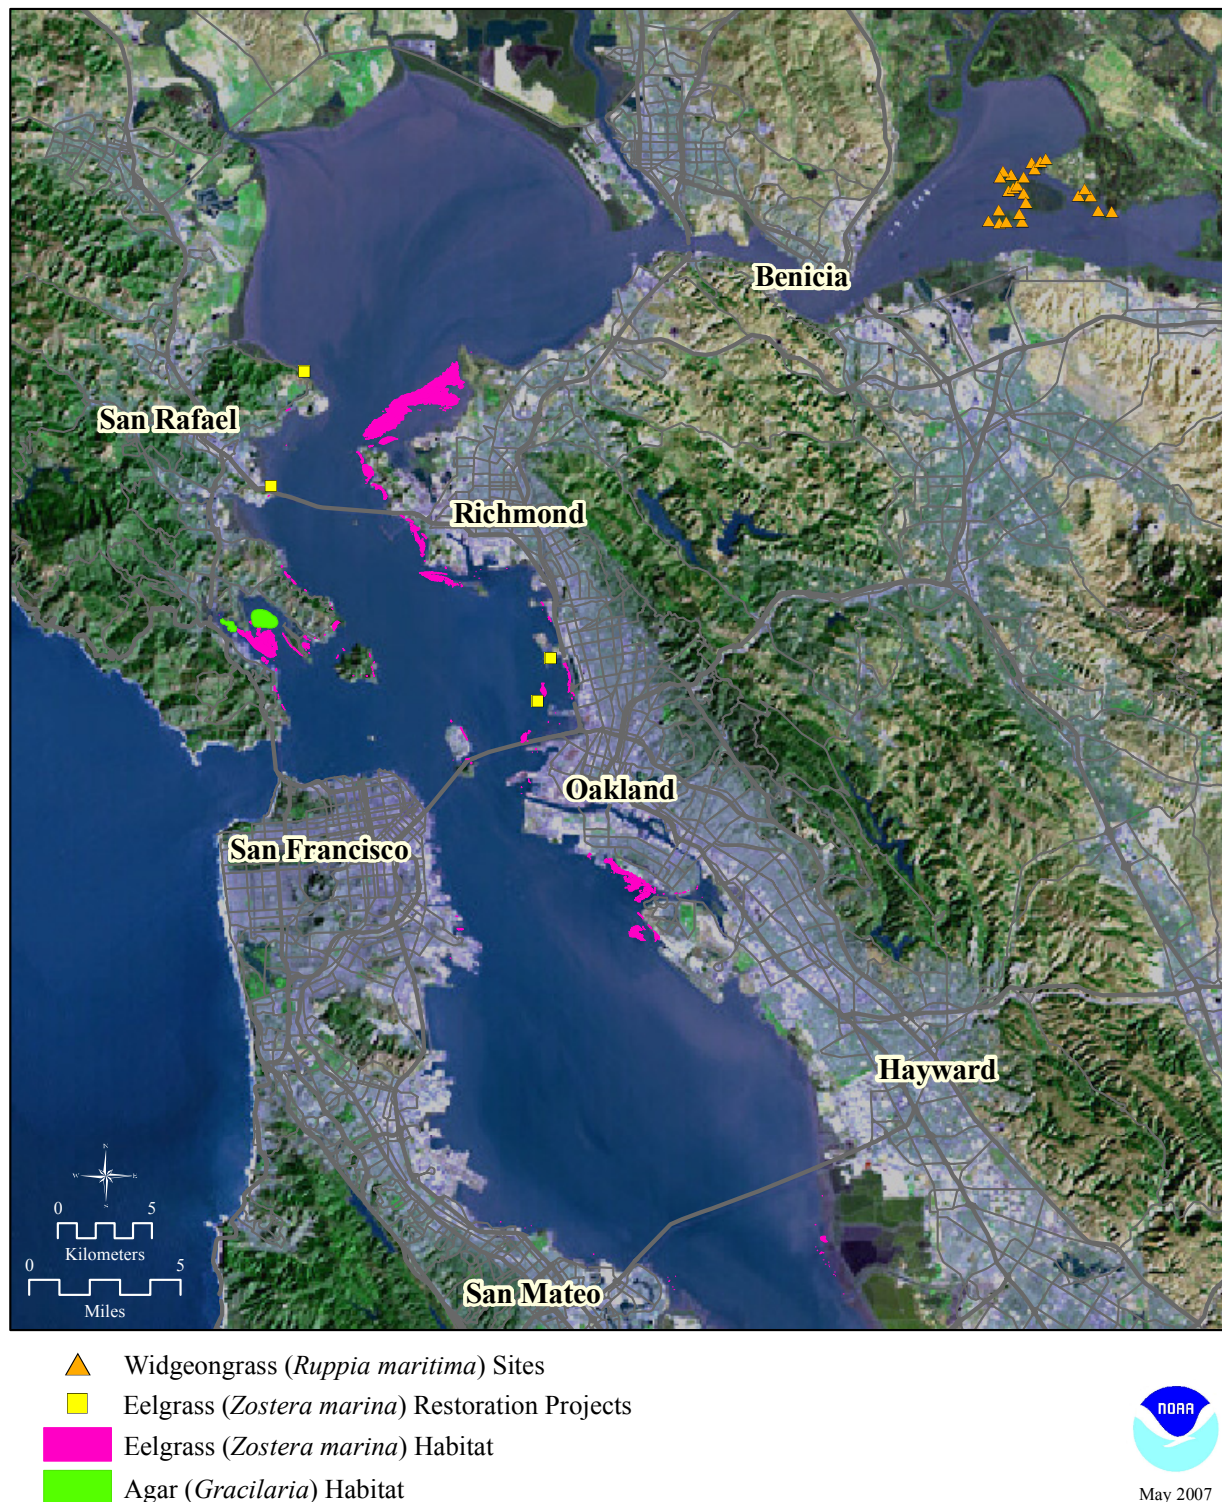 Benicia
San Rafael
Richmond
Oakland
San Francisco
Hayward
San Mateo
N
W E
S
0 5
Kilometers
0 5
Miles
Widgeongrass (Ruppia maritima) Sites
Eelgrass (Zostera marina) Restoration Projects
Eelgrass (Zostera marina) Habitat
Agar (Gracilaria) Habitat
NOAA
May 2007